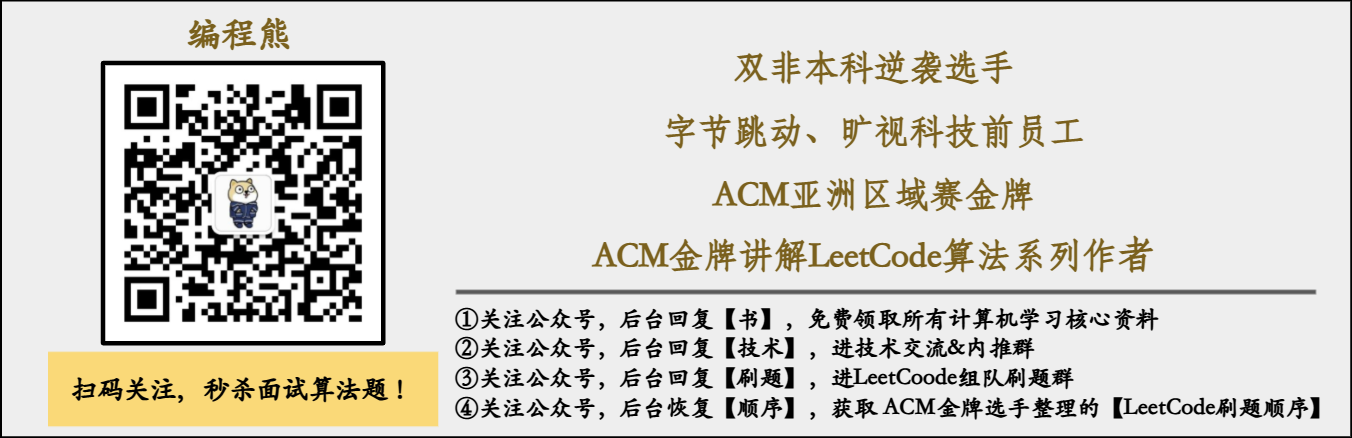 编程熊
扫码关注，秒杀面试算法题！
双非本科逆袭选手
字节跳动、旷视科技前员工
ACM亚洲区域赛金牌
ACM金牌讲解LeetCode算法系列作者
①关注公众号，后台回复【书】，免费领取所有计算机学习核心资料
②关注公众号，后台回复【技术】，进技术交流&内推群
③关注公众号，后台回复【刷题】，进LeetCoode组队刷题群
④关注公众号，后台恢复【顺序】，获取 ACM金牌选手整理的【LeetCode刷题顺序】